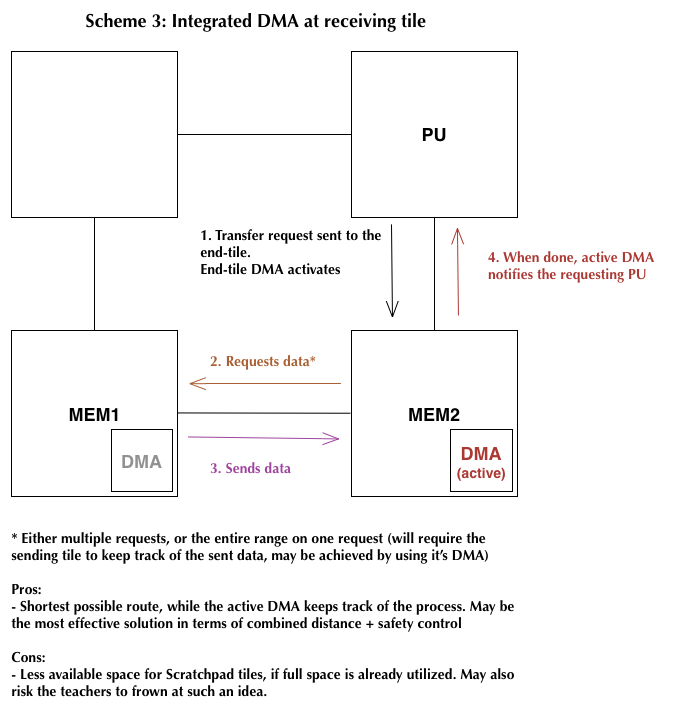 Scheme 3: Integrated DMA at receiving tile
PU
1. Transfer request sent to the
end-tile.
End-tile DMA activates
4. When done, active DMA
notifies the requesting PU
2. Requests data*
MEM1
MEM2
DMA
DMA
(active)
3. Sends data
* Either multiple requests, or the entire range on one request (will require the
sending tile to keep track of the sent data, may be achieved by using it's DMA)
Pros:
- Shortest possible route, while the active DMA keeps track of the process. May be
the most effective solution in terms of combined distance + safety control
Cons:
- Less available space for Scratchpad tiles, if full space is already utilized. May also
risk the teachers to frown at such an idea.